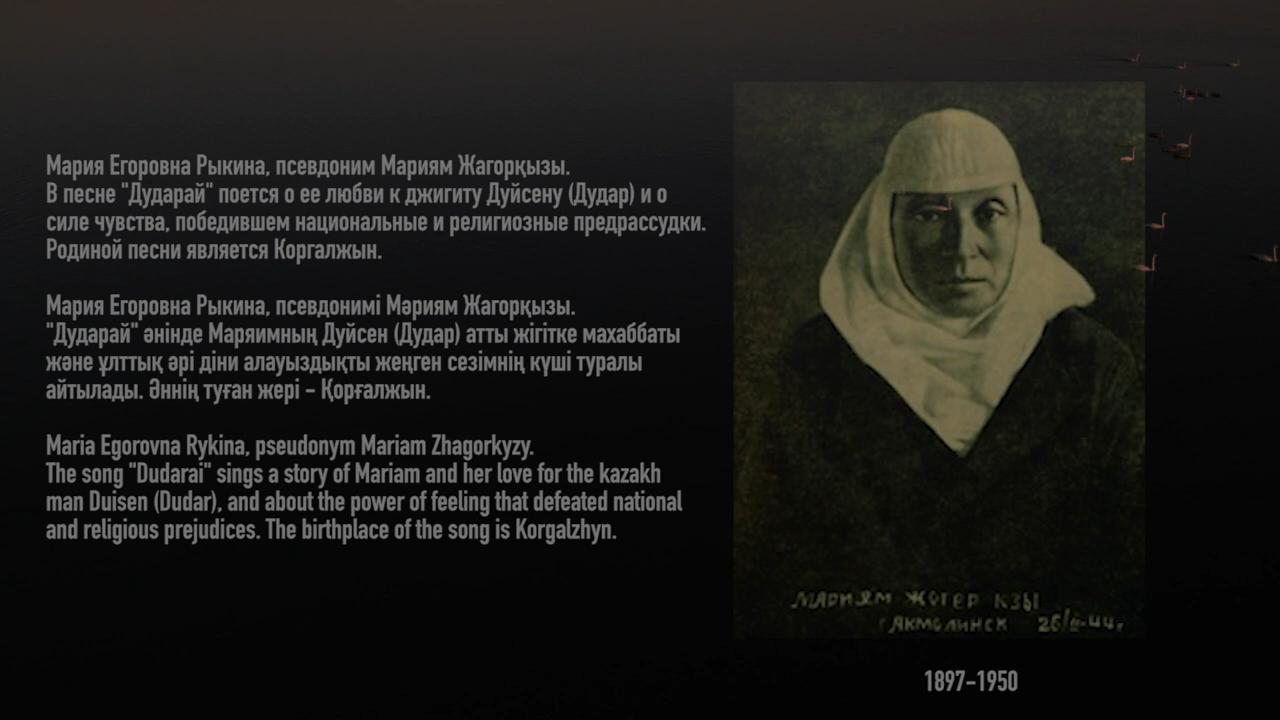 Мария Егоровна Рыкина, псевдоним Мариям Жагорқызы.
В песне "Дударай" поется о ее любви к джигиту Дуйсену (Дудар) и о
силе чувства, победившем национальные и религиозные предрассудки.
Родиной песни является Коргалжын.
Мария Егоровна Рыкина, псевдонимі Мәриям Жагорқызы.
"Дударай" әнінде Маряимның Дуйсен (Дудар) атты жігітке махаббаты
және ұлттық әрі діни алауыздықты жеңген сезімнің күші туралы
айтылады. Әннің туған жері – Қорғалжын.
Maria Egorovna Rykina, pseudonym Mariam Zhagorkyzy.
The song "Dudarai" sings a story of Mariam and her love for the kazakh
man Duisen (Dudar), and about the power of feeling that defeated national
and religious prejudices. The birthplace of the song is Korgalzhyn.
Мариям Жогер кзы
г Акмолинск
1897-1950